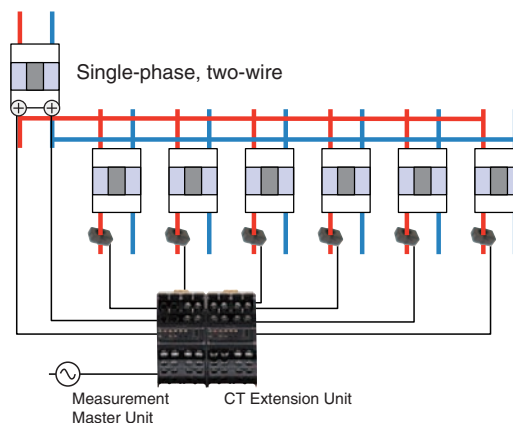 Single-phase, two-wire
Measurement
Master Unit
CT Extension Unit